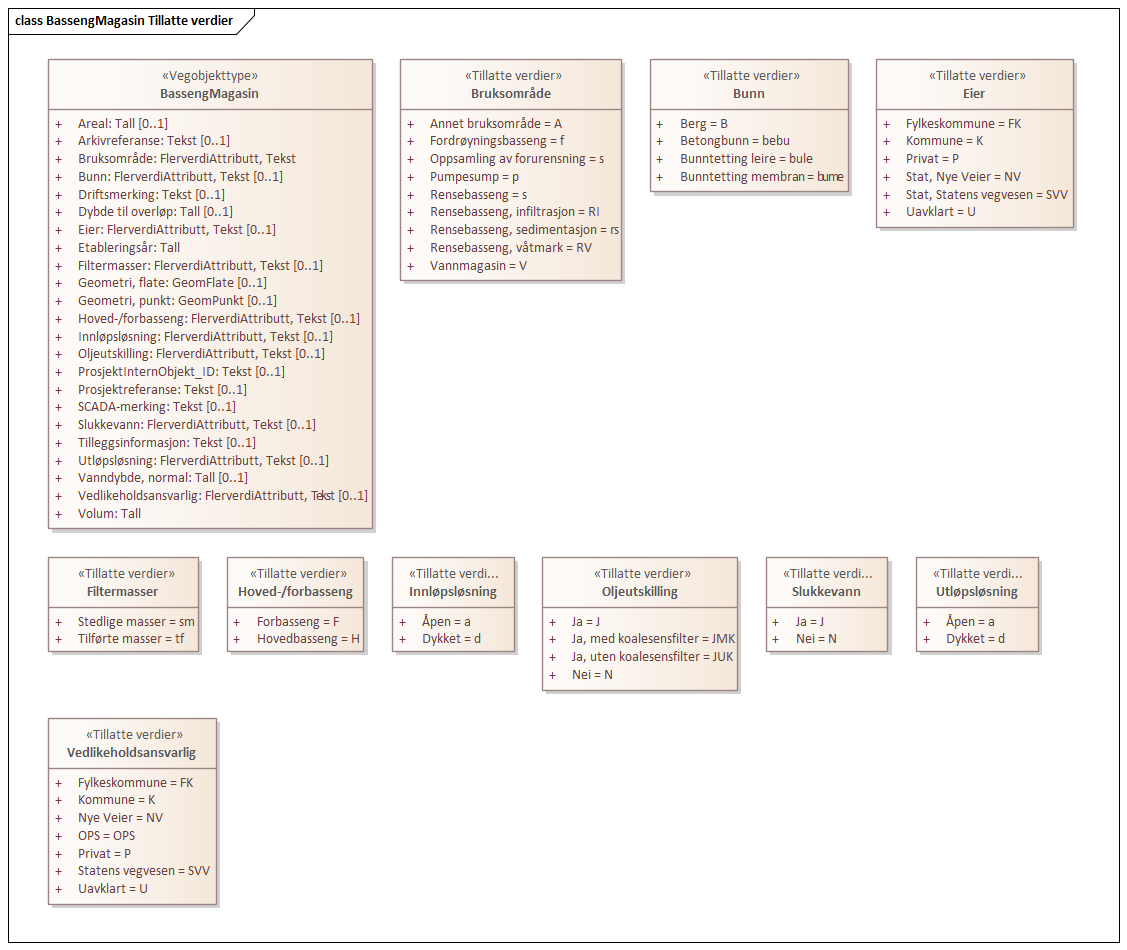 class BassengMagasin Tillatte verdier
«Vegobjekttype»
BassengMagasin
+ Areal: Tall [0..1]
+ Arkivreferanse: Tekst [0..1]
+ Bruksområde: FlerverdiAttributt, Tekst
+ Bunn: FlerverdiAttributt, Tekst [0..1]
+ Driftsmerking: Tekst [0..1]
+ Dybde til overløp: Tall [0..1]
+ Eier: FlerverdiAttributt, Tekst [0..1]
+ Etableringsår: Tall
+ Filtermasser: FlerverdiAttributt, Tekst [0..1]
+ Geometri, flate: GeomFlate [0..1]
+ Geometri, punkt: GeomPunkt [0..1]
+ Hoved-/forbasseng: FlerverdiAttributt, Tekst [0..1]
+ Innløpsløsning: FlerverdiAttributt, Tekst [0..1]
+ Oljeutskilling: FlerverdiAttributt, Tekst [0..1]
+ ProsjektInternObjekt_ID: Tekst [0..1]
+ Prosjektreferanse: Tekst [0..1]
+ SCADA-merking: Tekst [0..1]
+ Slukkevann: FlerverdiAttributt, Tekst [0..1]
+ Tilleggsinformasjon: Tekst [0..1]
+ Utløpsløsning: FlerverdiAttributt, Tekst [0..1]
+ Vanndybde, normal: Tall [0..1]
+ Vedlikeholdsansvarlig: FlerverdiAttributt, Tekst [0..1]
+ Volum: Tall
«Tillatte verdier»
Bruksområde
+ Annet bruksområde = A
+ Fordrøyningsbasseng = f
+ Oppsamling av forurensning = s
+ Pumpesump = p
+ Rensebasseng = s
+ Rensebasseng, infiltrasjon = RI
+ Rensebasseng, sedimentasjon = rs
+ Rensebasseng, våtmark = RV
+ Vannmagasin = V
«Tillatte verdier»
Bunn
+ Berg = B
+ Betongbunn = bebu
+ Bunntetting leire = bule
+ Bunntetting membran = bume
«Tillatte verdier»
Eier
+ Fylkeskommune = FK
+ Kommune = K
+ Privat = P
+ Stat, Nye Veier = NV
+ Stat, Statens vegvesen = SVV
+ Uavklart = U
«Tillatte verdier»
Filtermasser
+ Stedlige masser = sm
+ Tilførte masser = tf
«Tillatte verdier»
Hoved-/forbasseng
+ Forbasseng = F
+ Hovedbasseng = H
«Tillatte verdi...
Innløpsløsning
+ Åpen = a
+ Dykket = d
«Tillatte verdier»
Oljeutskilling
+ Ja = J
+ Ja, med koalesensfilter = JMK
+ Ja, uten koalesensfilter = JUK
+ Nei = N
«Tillatte verdi...
Slukkevann
+ Ja = J
+ Nei = N
«Tillatte verdi...
Utløpsløsning
+ Åpen = a
+ Dykket = d
«Tillatte verdier»
Vedlikeholdsansvarlig
+ Fylkeskommune = FK
+ Kommune = K
+ Nye Veier = NV
+ OPS = OPS
+ Privat = P
+ Statens vegvesen = SVV
+ Uavklart = U